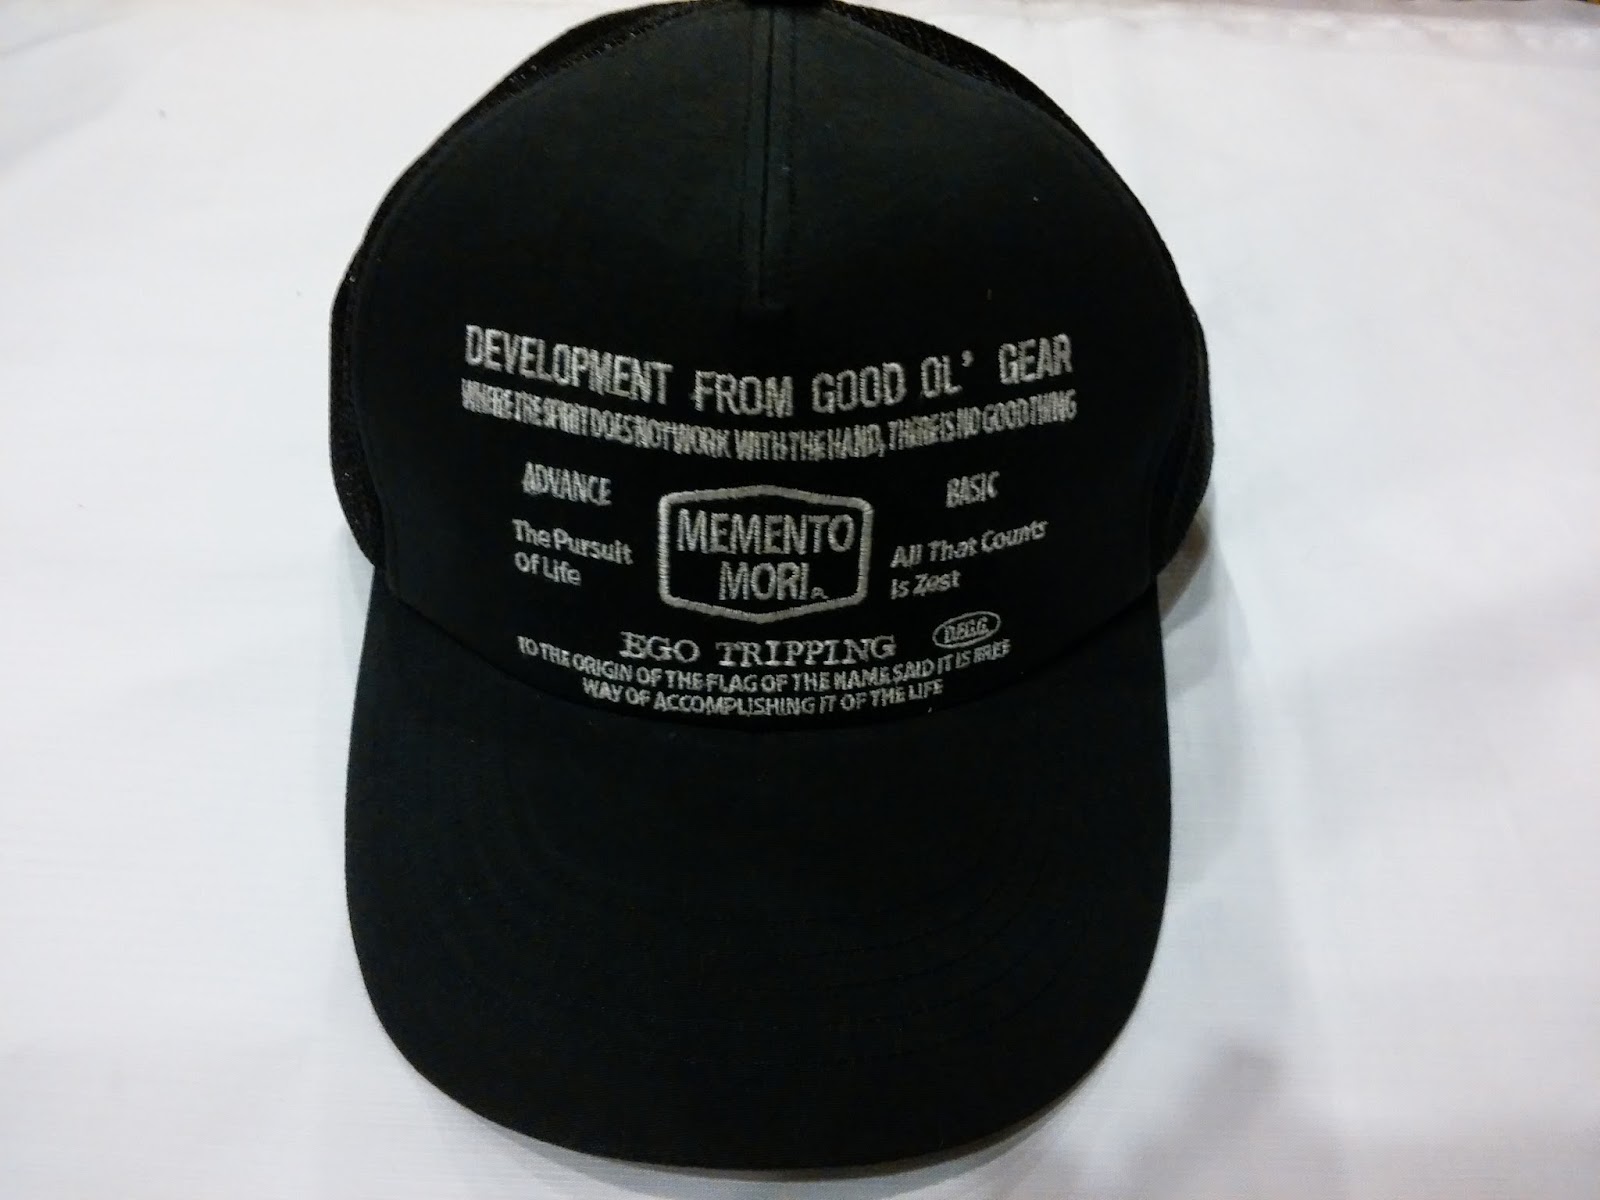 DEVELOPMENT FROM GOOD OL' GEAR
WHERE THE SPIRIT DOES NOT WORK WITH THE HAND, THERE IS NO GOOD THING
ADVANCE
BASIC
The Pursuit
Of Life
MEMENTO
MORI
All That Counts
Is Zest
EGO TRIPPING
D.F.G.G.
TO THE ORIGIN OF THE FLAG OF THE NAME SAID IT IS FREE
WAY OF ACCOMPLISHING IT OF THE LIFE